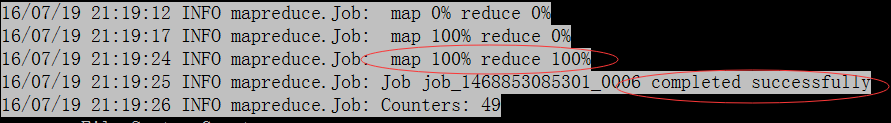 16/07/19 21:19:12 INFO mapreduce.Job:  map 0% reduce 0%
16/07/19 21:19:17 INFO mapreduce.Job:  map 100% reduce 0%
16/07/19 21:19:24 INFO mapreduce.Job:  map 100% reduce 100%
16/07/19 21:19:25 INFO mapreduce.Job: Job job_1468853085301_0006 completed successfully
16/07/19 21:19:26 INFO mapreduce.Job: Counters: 49